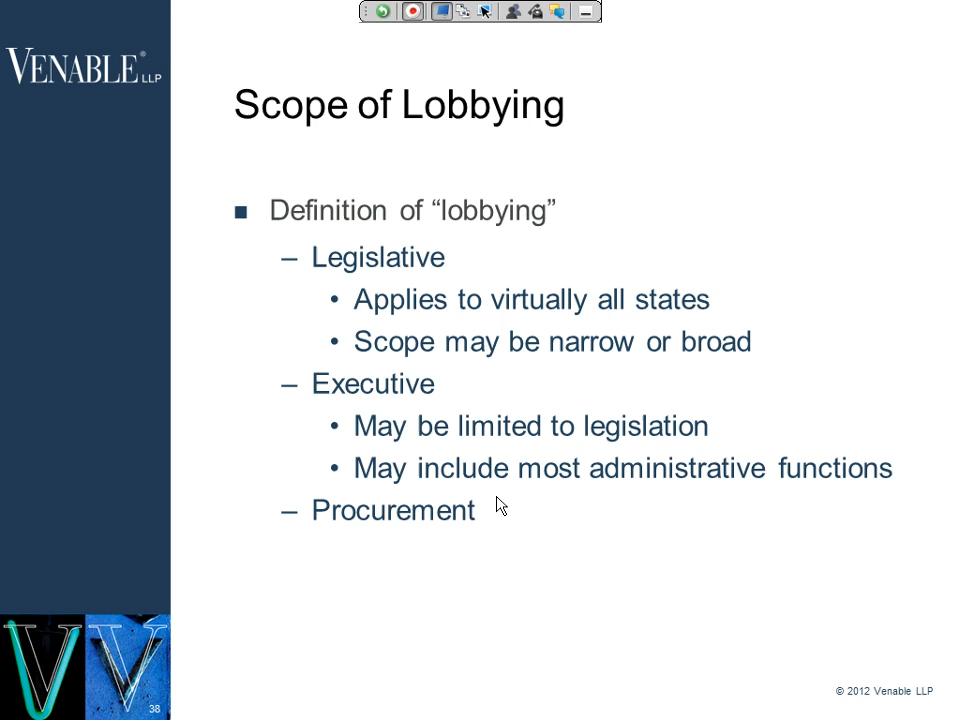 VENABLE® LLP
Scope of Lobbying
■ Definition of “lobbying”
– Legislative
• Applies to virtually all states
• Scope may be narrow or broad
– Executive
• May be limited to legislation
• May include most administrative functions
– Procurement
38
© 2012 Venable LLP